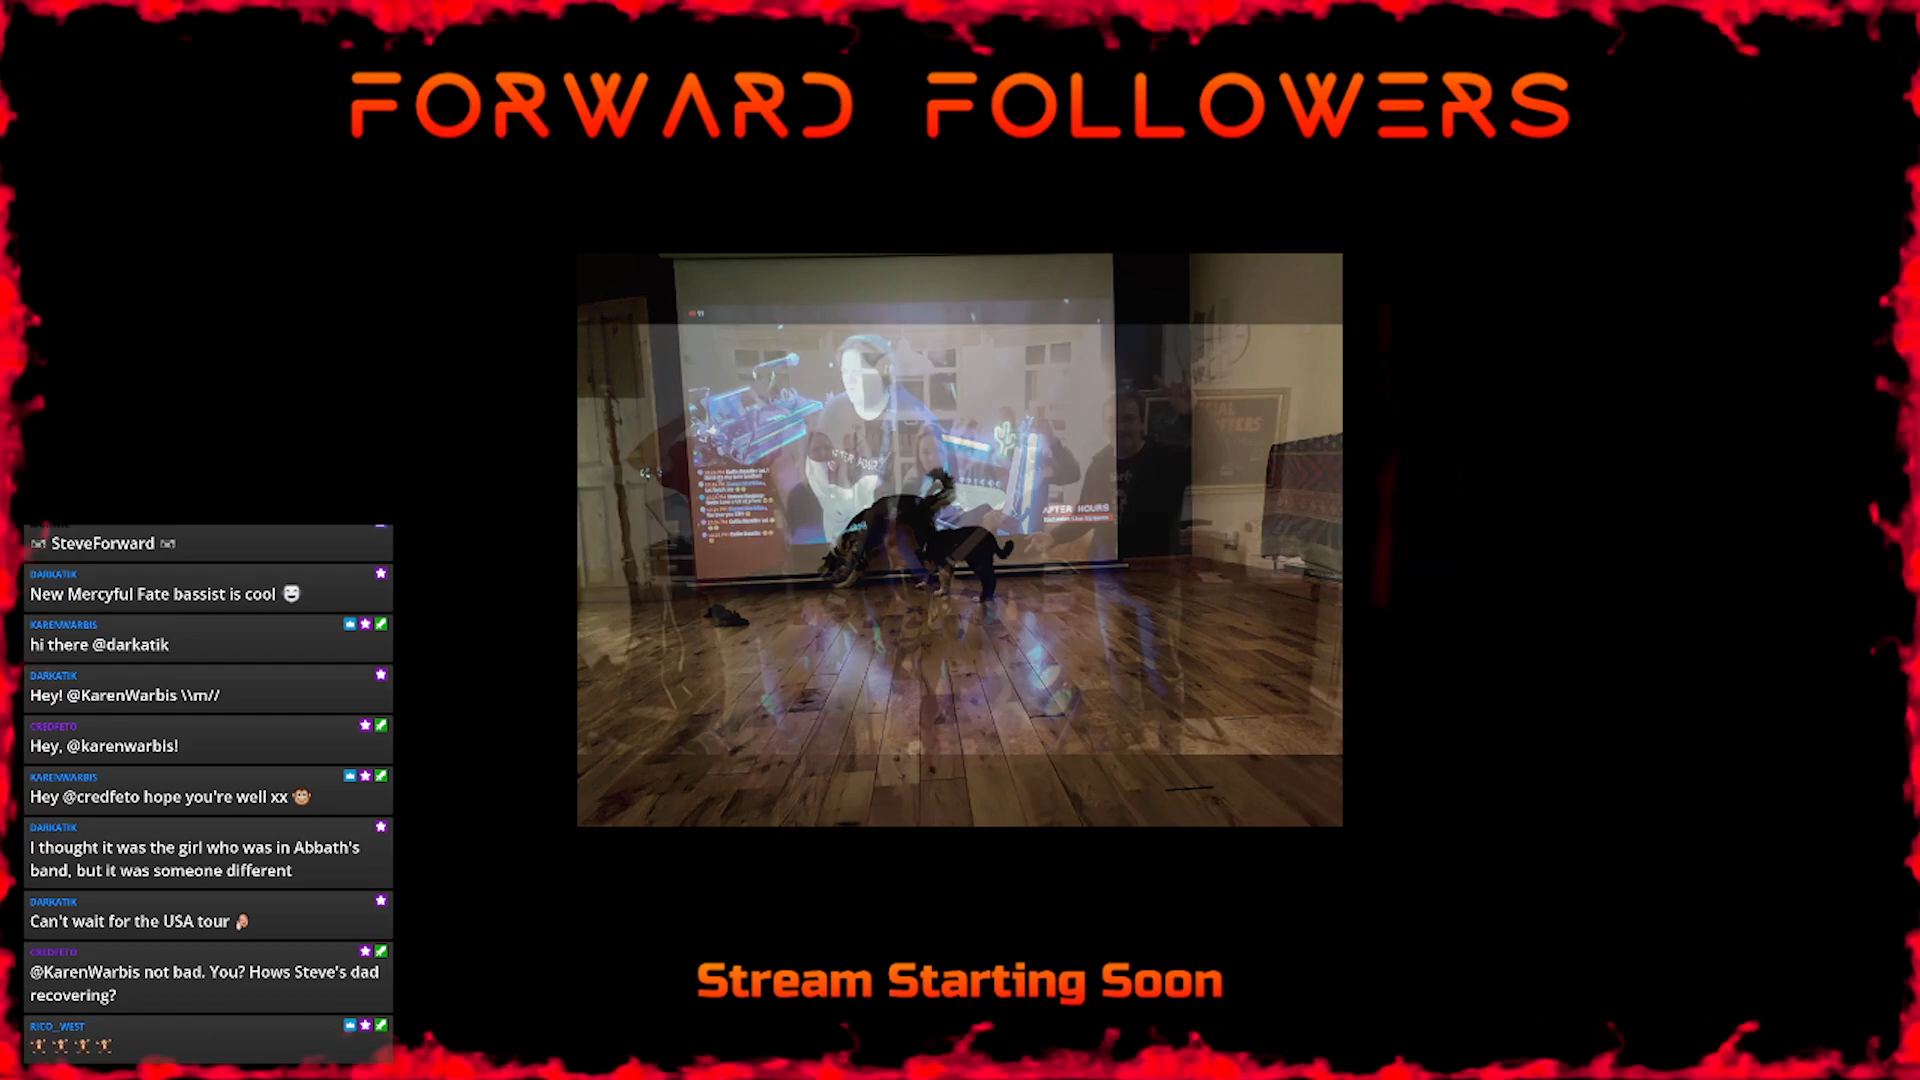 FORWARD FOLLOWERS
AFTER HOURS
SteveForward
DARKATIK
New Mercyful Fate bassist is cool
KARENWARBIS
hi there @darkatik
DARKATIK
Hey! @KarenWarbis \\m//
CREDFETO
Hey, @karenwarbis!
KARENWARBIS
Hey @credfeto hope you're well xx
DARKATIK
I thought it was the girl who was in Abbath's
band, but it was someone different
DARKATIK
Can't wait for the USA tour
CREDFETO
@KarenWarbis not bad. You? Hows Steve's dad
recovering?
RICO_WEST
Stream Starting Soon